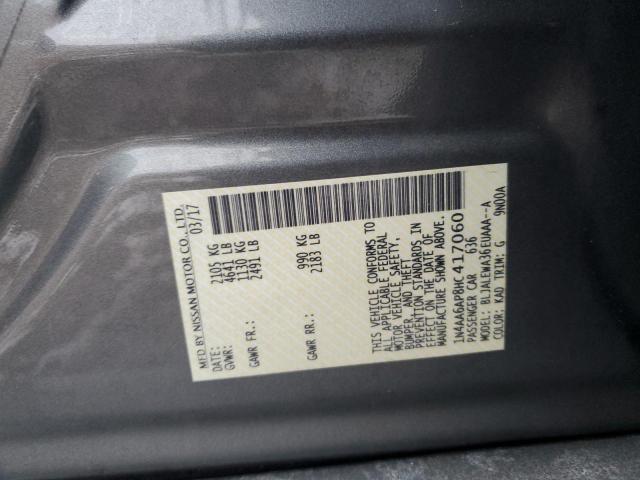 MFD BY NISSAN MOTOR CO., LTD.
DATE: 03/17
GVWR: 2105 KG
4641 LB
GAWR FR.: 1130 KG
2491 LB
GAWR RR.: 990 KG
2183 LB
THIS VEHICLE CONFORMS TO
ALL APPLICABLE FEDERAL
MOTOR VEHICLE SAFETY,
BUMPER, AND THEFT
PREVENTION STANDARDS IN
EFFECT ON THE DATE OF
MANUFACTURE SHOWN ABOVE.
1N4AA6AP8HC417060
PASSENGER CAR 636
MODEL: BLJALEWA36EUAAA--A
COLOR: KAD TRIM: G 9N00A